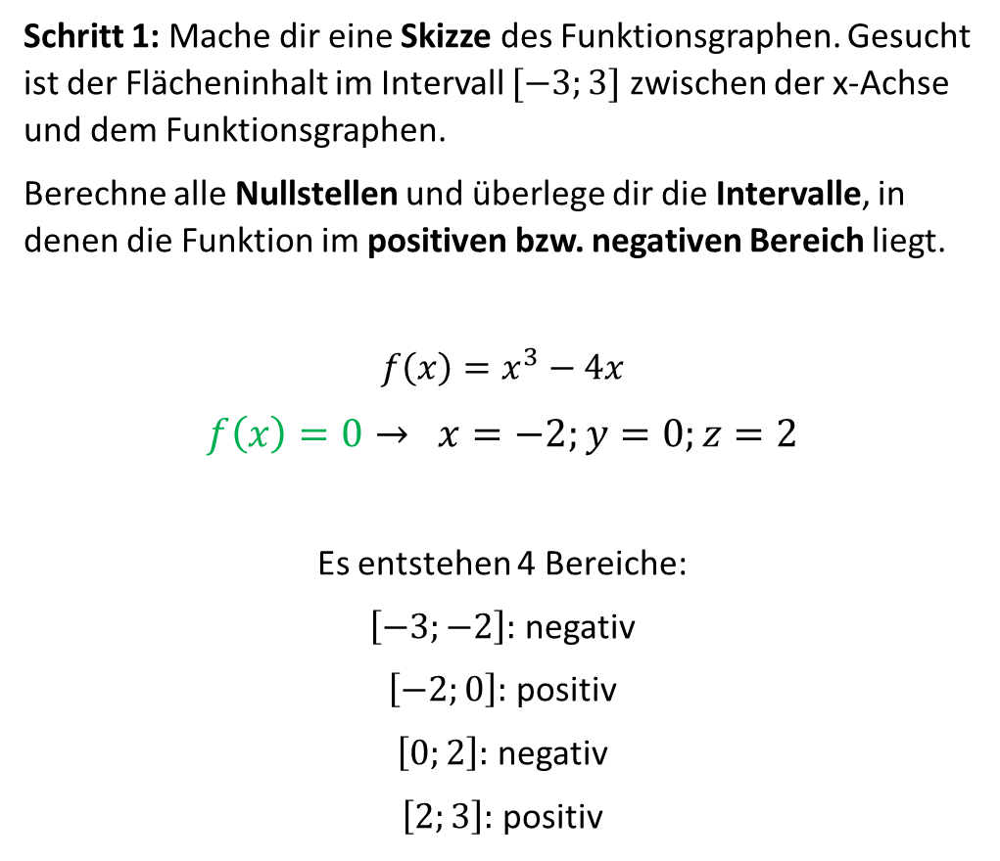 Schritt 1: Mache dir eine Skizze des Funktionsgraphen. Gesucht
ist der Flächeninhalt im Intervall [−3; 3] zwischen der x-Achse
und dem Funktionsgraphen.
Berechne alle Nullstellen und überlege dir die Intervalle, in
denen die Funktion im positiven bzw. negativen Bereich liegt.
f(x) = x³ − 4x
f(x) = 0 → x = −2; y = 0; z = 2
Es entstehen 4 Bereiche:
[−3; −2]: negativ
[−2; 0]: positiv
[0; 2]: negativ
[2; 3]: positiv